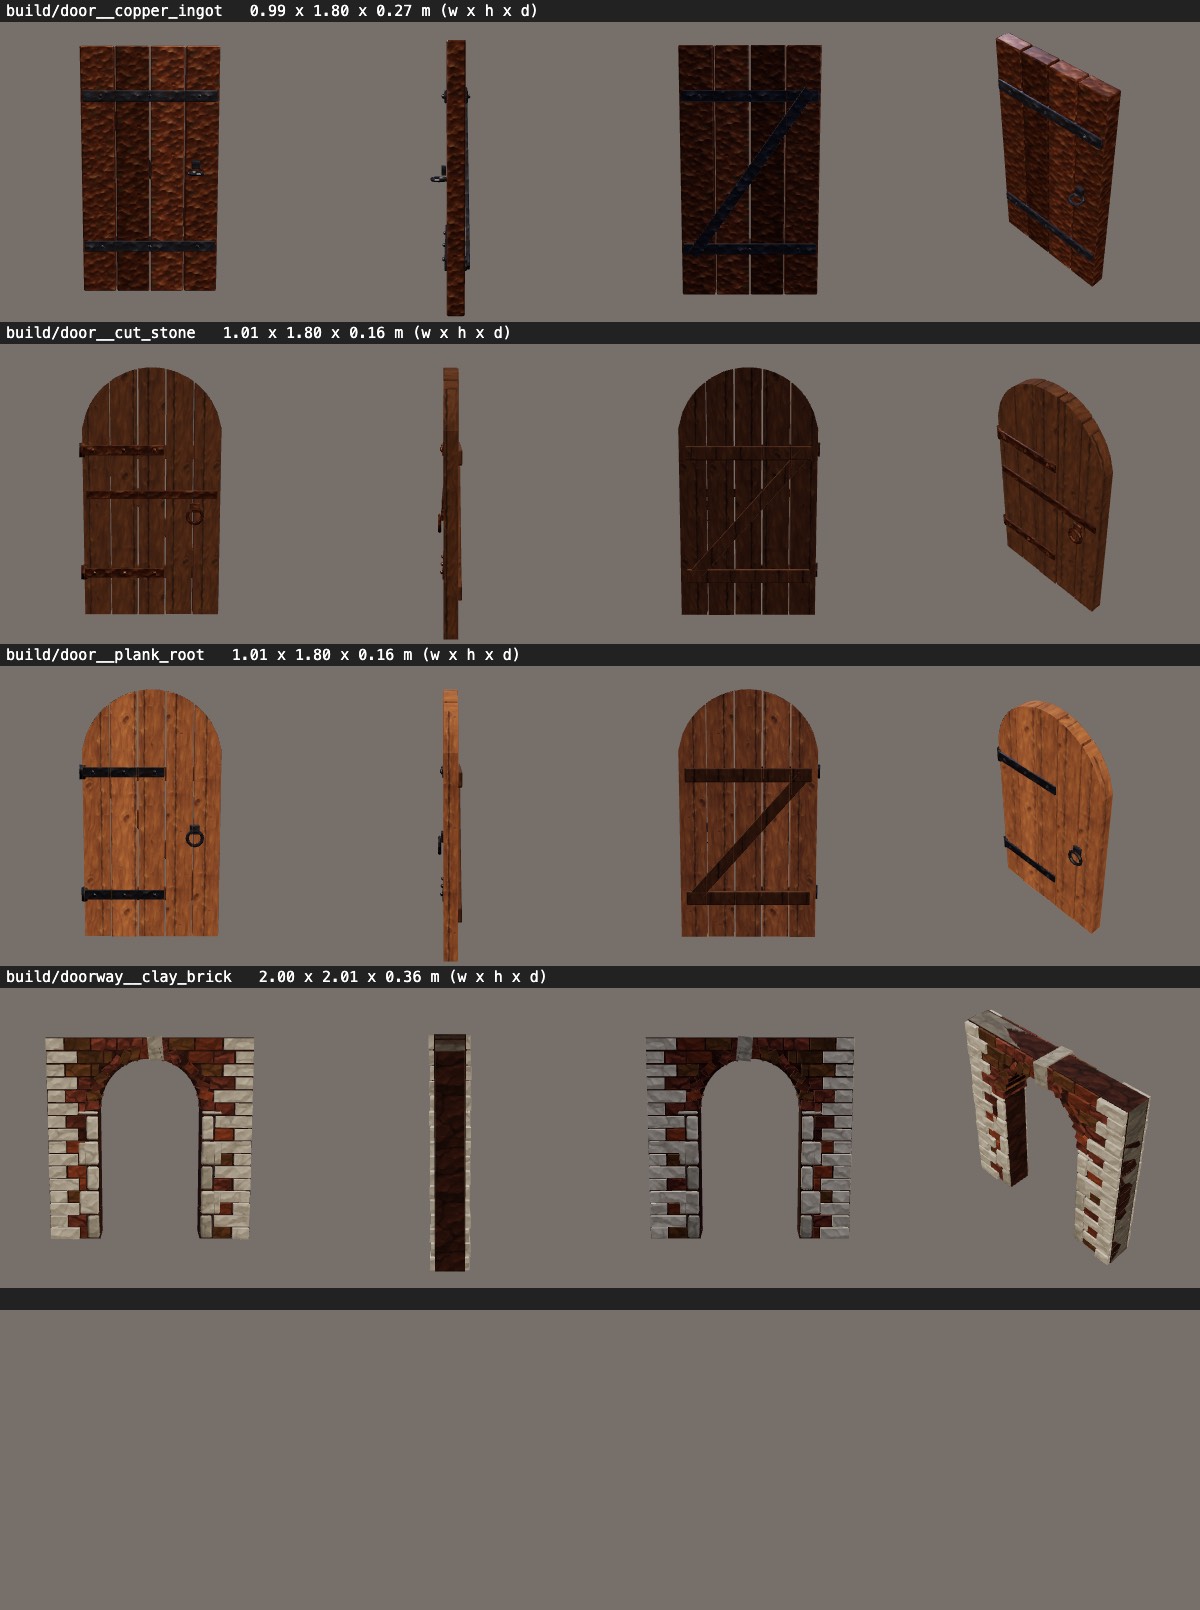 build/door__copper_ingot   0.99 x 1.80 x 0.27 m (w x h x d)
build/door__cut_stone   1.01 x 1.80 x 0.16 m (w x h x d)
build/door__plank_root   1.01 x 1.80 x 0.16 m (w x h x d)
build/doorway__clay_brick   2.00 x 2.01 x 0.36 m (w x h x d)